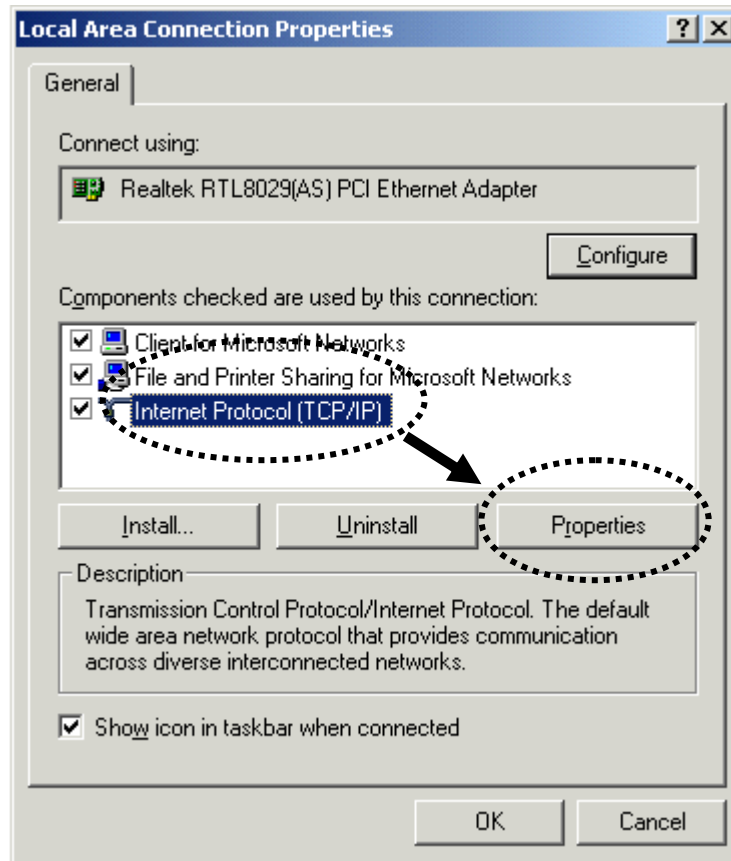 Local Area Connection Properties
General
Connect using:
Realtek RTL8029(AS) PCI Ethernet Adapter
Configure
Components checked are used by this connection:
Client for Microsoft Networks
File and Printer Sharing for Microsoft Networks
Internet Protocol (TCP/IP)
Install... Uninstall Properties
Description
Transmission Control Protocol/Internet Protocol. The default
wide area network protocol that provides communication
across diverse interconnected networks.
Show icon in taskbar when connected
OK Cancel